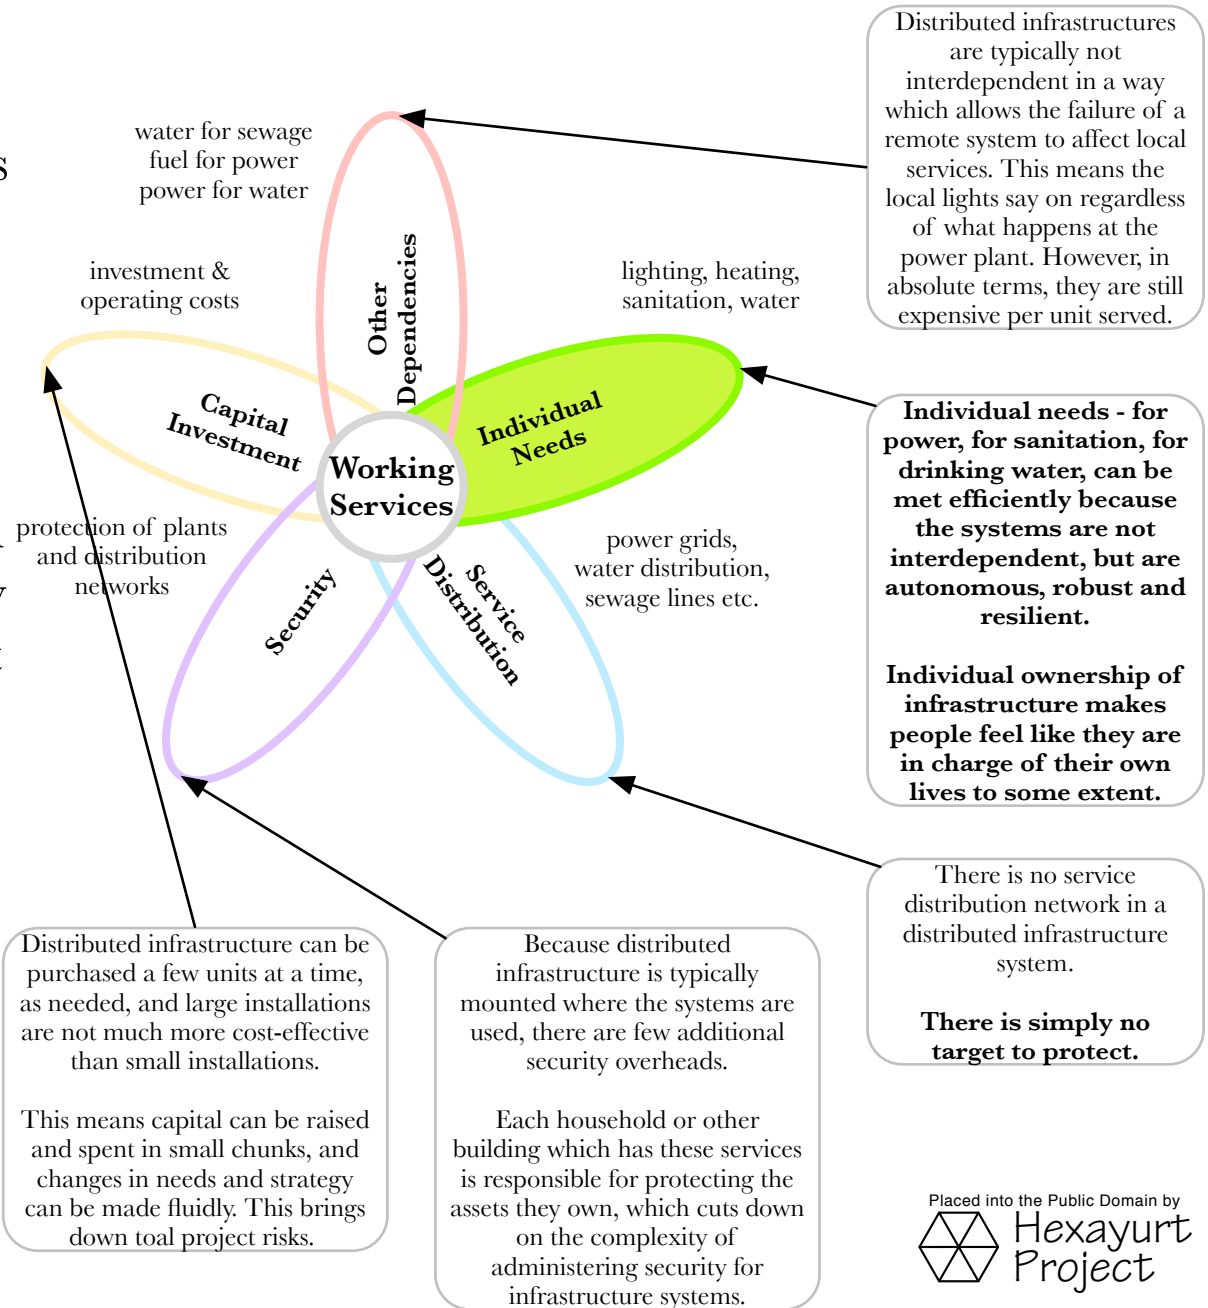 Distributed infrastructures
are typically not
interdependent in a way
which allows the failure of a
remote system to affect local
services. This means the
local lights say on regardless
of what happens at the
power plant. However, in
absolute terms, they are still
expensive per unit served.
water for sewage
fuel for power
power for water
s
investment &
operating costs
lighting, heating,
sanitation, water
Other
Dependencies
Capital
Investment
Individual
Needs
Working
Services
Individual needs - for
power, for sanitation, for
drinking water, can be
met efficiently because
the systems are not
interdependent, but are
autonomous, robust and
resilient.
Individual ownership of
infrastructure makes
people feel like they are
in charge of their own
lives to some extent.
protection of plants
and distribution
networks
y
t
Security
Service
Distribution
power grids,
water distribution,
sewage lines etc.
There is no service
distribution network in a
distributed infrastructure
system.
There is simply no
target to protect.
Distributed infrastructure can be
purchased a few units at a time,
as needed, and large installations
are not much more cost-effective
than small installations.
This means capital can be raised
and spent in small chunks, and
changes in needs and strategy
can be made fluidly. This brings
down toal project risks.
Because distributed
infrastructure is typically
mounted where the systems are
used, there are few additional
security overheads.
Each household or other
building which has these services
is responsible for protecting the
assets they own, which cuts down
on the complexity of
administering security for
infrastructure systems.
Placed into the Public Domain by
Hexayurt
Project